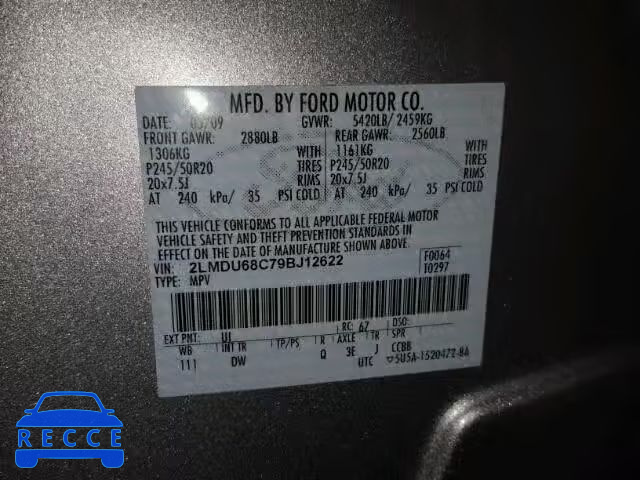 MFD. BY FORD MOTOR CO.
DATE: 03/09 GVWR: 5420LB/ 2459KG
FRONT GAWR: 2880LB REAR GAWR: 2560LB
1306KG WITH 1161KG WITH
P245/50R20 TIRES P245/50R20 TIRES
20x7.5J RIMS 20x7.5J RIMS
AT 240 kPa/ 35 PSI COLD AT 240 kPa/ 35 PSI COLD
THIS VEHICLE CONFORMS TO ALL APPLICABLE FEDERAL MOTOR
VEHICLE SAFETY AND THEFT PREVENTION STANDARDS IN
EFFECT ON THE DATE OF MANUFACTURE SHOWN ABOVE.
VIN: 2LMDU68C79BJ12622 F0064
TYPE: MPV T0297
EXT PNT: UJ RC: 67 DSO:
WB INT TR TP/PS R AXLE TR SPR
111 DW Q 3E J CCBB
UTC 5U5A-1520472-BA
RECCE